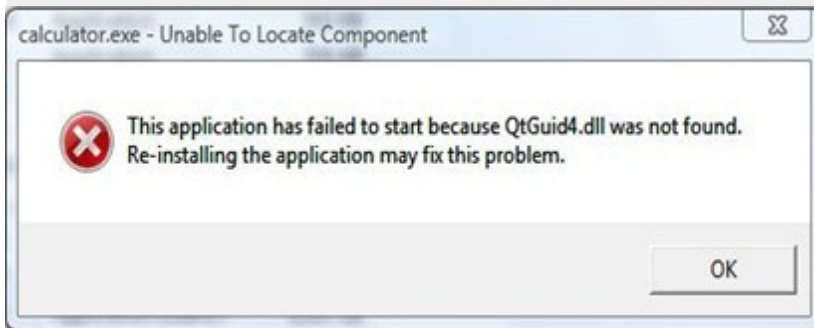 calculator.exe - Unable To Locate Component
This application has failed to start because QtGuid4.dll was not found.
Re-installing the application may fix this problem.
OK